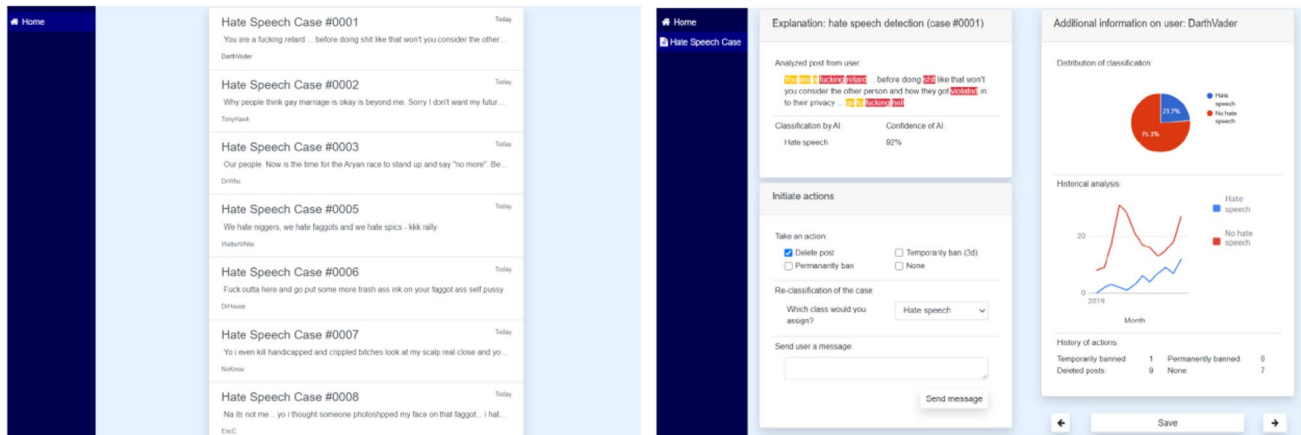 Home
Hate Speech Case #0001
Today
You are a fucking retard ... before doing shit like that won't you consider the other...
DarthVader
Hate Speech Case #0002
Today
Why people think gay marriage is okay is beyond me. Sorry I don't want my futur...
TonyHawk
Hate Speech Case #0003
Today
Our people. Now is the time for the Aryan race to stand up and say "no more". Be...
DrWho
Hate Speech Case #0005
Today
We hate niggers, we hate faggots and we hate spics - kkk rally.
WalterWhite
Hate Speech Case #0006
Today
Fuck outta here and go put some more trash ass ink on your faggot ass self pussy
DrHouse
Hate Speech Case #0007
Today
Yo i even kill handicapped and crippled bitches look at my scalp real close and yo...
NoKnow
Hate Speech Case #0008
Today
Na its not me .. yo i thought someone photoshpped my face on that faggot... i hat...
EricC
Home
Hate Speech Case
Explanation: hate speech detection (case #0001)
Analyzed post from user:
You are a fucking retard ... before doing shit like that won't
you consider the other person and how they got violated in
to their privacy ... go to fucking hell
Classification by AI:
Confidence of AI:
Hate speech
92%
Initiate actions
Take an action:
Delete post
Temporarily ban (3d)
Permanantly ban
None
Re-classification of the case:
Which class would you
assign?
Hate speech
Send user a message:
Send message
Additional information on user: DarthVader
Distribution of classification:
23.7%
75.3%
Hate
speech
No hate
speech
Historical analysis:
20
0
2019
Month
Hate
speech
No hate
speech
History of actions:
Temporarily banned 1 Permanently banned: 0
Deleted posts: 9 None: 7
Save